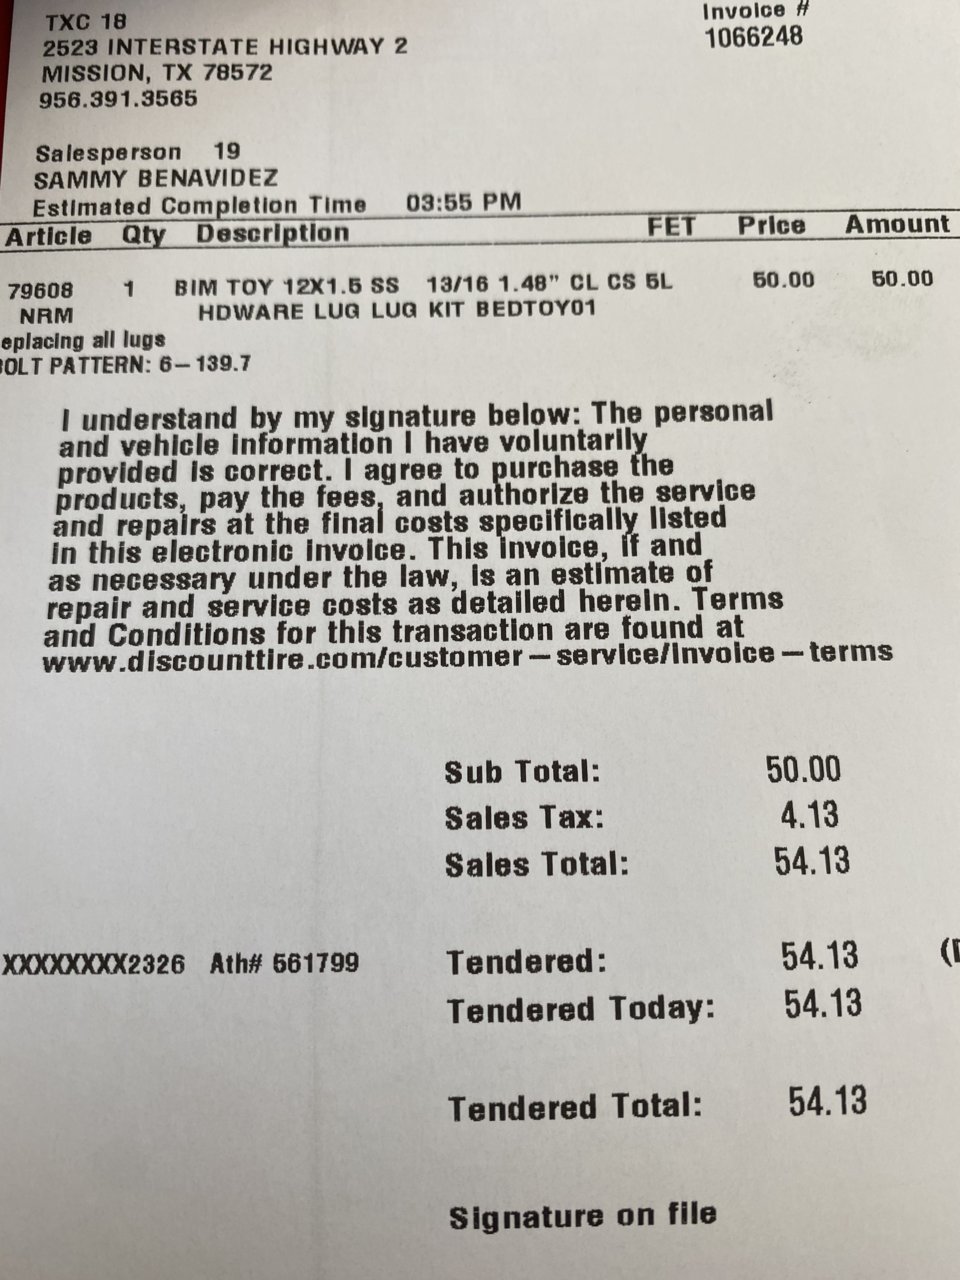 TXC 18
2523 INTERSTATE HIGHWAY 2
MISSION, TX 78572
956.391.3565
Invoice #
1066248
Salesperson 19
SAMMY BENAVIDEZ
Estimated Completion Time 03:55 PM
Article Qty Description FET Price Amount
79608 1 BIM TOY 12X1.5 SS 13/16 1.48" CL CS 5L 50.00 50.00
NRM HDWARE LUG LUG KIT BEDTOY01
eplacing all lugs
BOLT PATTERN: 6-139.7
I understand by my signature below: The personal
and vehicle information I have voluntarily
provided is correct. I agree to purchase the
products, pay the fees, and authorize the service
and repairs at the final costs specifically listed
in this electronic invoice. This invoice, if and
as necessary under the law, is an estimate of
repair and service costs as detailed herein. Terms
and Conditions for this transaction are found at
www.discounttire.com/customer-service/invoice-terms
Sub Total: 50.00
Sales Tax: 4.13
Sales Total: 54.13
XXXXXXXX2326 Ath# 561799 Tendered: 54.13
Tendered Today: 54.13
Tendered Total: 54.13
Signature on file